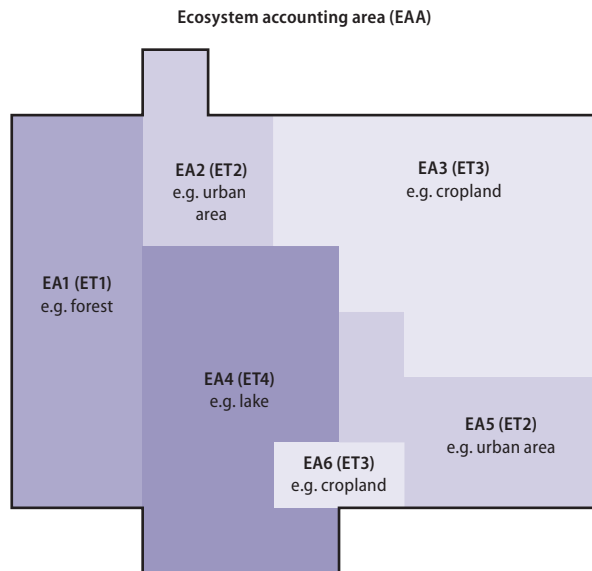 Ecosystem accounting area (EAA)
EA2 (ET2)
e.g. urban
area
EA3 (ET3)
e.g. cropland
EA1 (ET1)
e.g. forest
EA4 (ET4)
e.g. lake
EA5 (ET2)
e.g. urban area
EA6 (ET3)
e.g. cropland